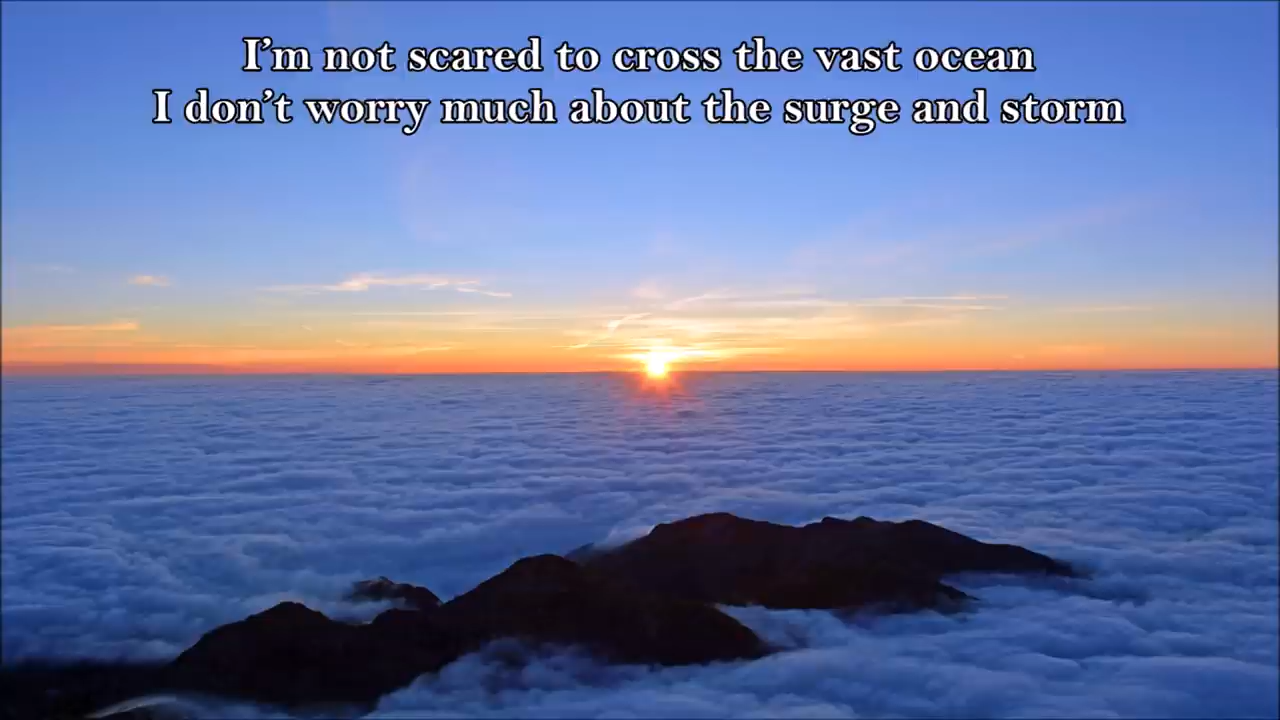 I’m not scared to cross the vast ocean
I don’t worry much about the surge and storm